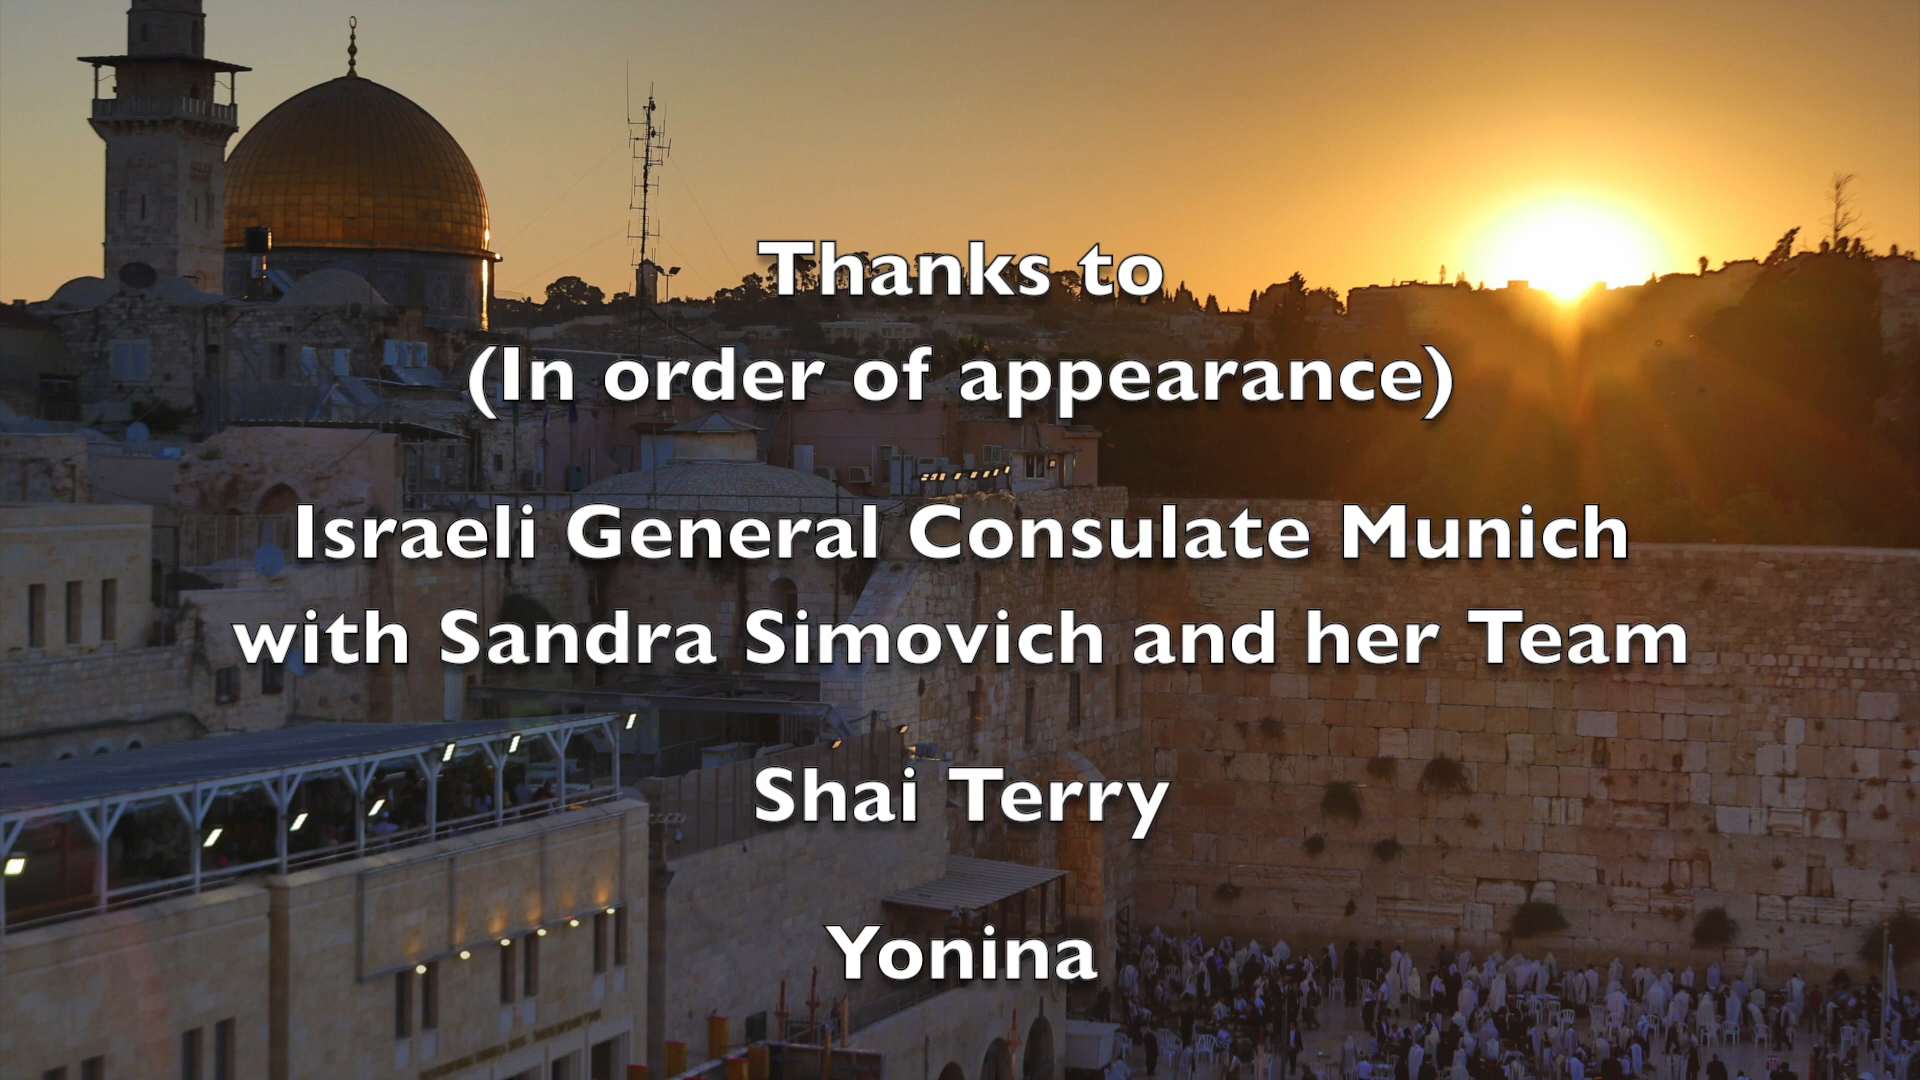 Thanks to
(In order of appearance)
Israeli General Consulate Munich
with Sandra Simovich and her Team
Shai Terry
Yonina